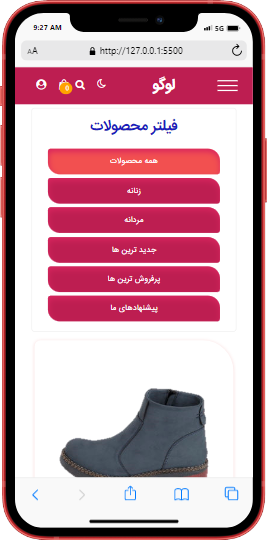 9:27 AM
5G
AA
http://127.0.0.1:5500
لوگو
0
فیلتر محصولات
همه محصولات
زنانه
مردانه
جدید ترین ها
پرفروش ترین ها
پیشنهادهای ما